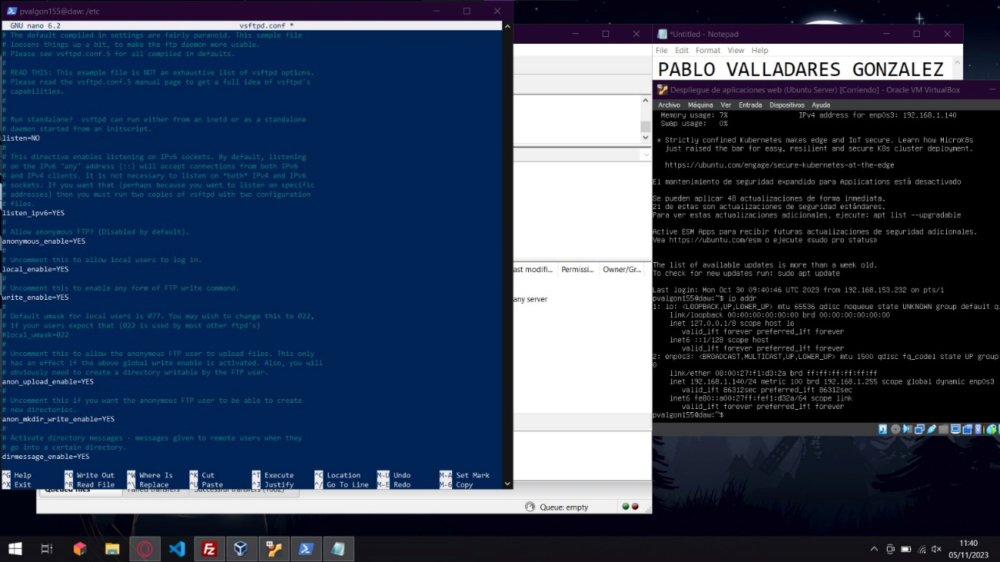 pvalgon155@daw: /etc
GNU nano 6.2 vsftpd.conf *
# The default compiled in settings are fairly paranoid. This sample file
# loosens things up a bit, to make the ftp daemon more usable.
# Please see vsftpd.conf.5 for all compiled in defaults.
#
# READ THIS: This example file is NOT an exhaustive list of vsftpd options.
# Please read the vsftpd.conf.5 manual page to get a full idea of vsftpd's
# capabilities.
#
#
# Run standalone? vsftpd can run either from an inetd or as a standalone
# daemon started from an initscript.
listen=NO
#
# This directive enables listening on IPv6 sockets. By default, listening
# on the IPv6 "any" address (::) will accept connections from both IPv6
# and IPv4 clients. It is not necessary to listen on *both* IPv4 and IPv6
# sockets. If you want that (perhaps because you want to listen on specific
# addresses) then you must run two copies of vsftpd with two configuration
# files.
listen_ipv6=YES
#
# Allow anonymous FTP? (Disabled by default).
anonymous_enable=YES
#
# Uncomment this to allow local users to log in.
local_enable=YES
#
# Uncomment this to enable any form of FTP write command.
write_enable=YES
#
# Default umask for local users is 077. You may wish to change this to 022,
# if your users expect that (022 is used by most other ftpd's)
#local_umask=022
#
# Uncomment this to allow the anonymous FTP user to upload files. This only
# has an effect if the above global write enable is activated. Also, you will
# obviously need to create a directory writable by the FTP user.
anon_upload_enable=YES
#
# Uncomment this if you want the anonymous FTP user to be able to create
# new directories.
anon_mkdir_write_enable=YES
#
# Activate directory messages - messages given to remote users when they
# go into a certain directory.
dirmessage_enable=YES
^G Help ^O Write Out ^W Where Is ^K Cut ^T Execute ^C Location M-U Undo M-A Set Mark
^X Exit ^R Read File ^\ Replace ^U Paste ^J Justify ^/ Go To Line M-E Redo M-6 Copy
Queued files Failed transfers Successful transfers (1002)
Queue: empty
ast modifi... Permissi... Owner/Gr...
any server
*Untitled - Notepad
File Edit Format View Help
PABLO VALLADARES GONZALEZ
Despliegue de aplicaciones web (Ubuntu Server) [Corriendo] - Oracle VM VirtualBox
Archivo Máquina Ver Entrada Dispositivos Ayuda
Memory usage: 7% IPv4 address for enp0s3: 192.168.1.140
Swap usage: 0%
* Strictly confined Kubernetes makes edge and IoT secure. Learn how MicroK8s
just raised the bar for easy, resilient and secure K8s cluster deployment.
https://ubuntu.com/engage/secure-kubernetes-at-the-edge
El mantenimiento de seguridad expandido para Applications está desactivado
Se pueden aplicar 48 actualizaciones de forma inmediata.
21 de estas son actualizaciones de seguridad estándares.
Para ver estas actualizaciones adicionales, ejecute: apt list --upgradable
Active ESM Apps para recibir futuras actualizaciones de seguridad adicionales.
Vea https://ubuntu.com/esm o ejecute «sudo pro status»
The list of available updates is more than a week old.
To check for new updates run: sudo apt update
Last login: Mon Oct 30 09:40:46 UTC 2023 from 192.168.153.232 on pts/1
pvalgon155@daw:~$ ip addr
1: lo: <LOOPBACK,UP,LOWER_UP> mtu 65536 qdisc noqueue state UNKNOWN group default q
link/loopback 00:00:00:00:00:00 brd 00:00:00:00:00:00
inet 127.0.0.1/8 scope host lo
valid_lft forever preferred_lft forever
inet6 ::1/128 scope host
valid_lft forever preferred_lft forever
2: enp0s3: <BROADCAST,MULTICAST,UP,LOWER_UP> mtu 1500 qdisc fq_codel state UP group
0
link/ether 08:00:27:f1:d3:2a brd ff:ff:ff:ff:ff:ff
inet 192.168.1.140/24 metric 100 brd 192.168.1.255 scope global dynamic enp0s3
valid_lft 86312sec preferred_lft 86312sec
inet6 fe80::a00:27ff:fef1:d32a/64 scope link
valid_lft forever preferred_lft forever
pvalgon155@daw:~$
11:40
05/11/2023